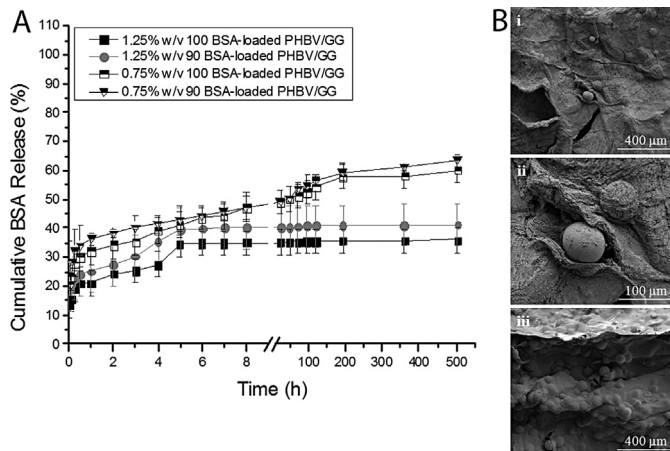 A
1.25% w/v 100 BSA-loaded PHBV/GG
1.25% w/v 90 BSA-loaded PHBV/GG
0.75% w/v 100 BSA-loaded PHBV/GG
0.75% w/v 90 BSA-loaded PHBV/GG
Cumulative BSA Release (%)
110
100
90
80
70
60
50
40
30
20
10
0
0 2 4 6 8 100 200 300 400 500
Time (h)
B
i
400 µm
ii
100 µm
iii
400 µm